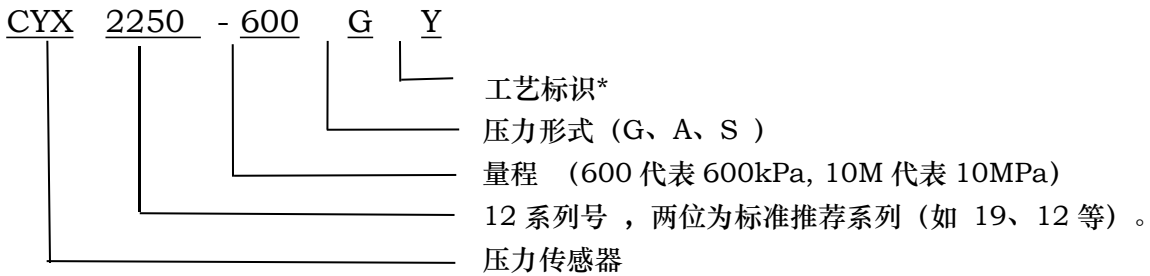 CYX 2250 - 600 G Y
工艺标识*
压力形式（G、A、S ）
量程 （600 代表 600kPa, 10M 代表 10MPa）
12 系列号 ，两位为标准推荐系列（如 19、12 等）。
压力传感器